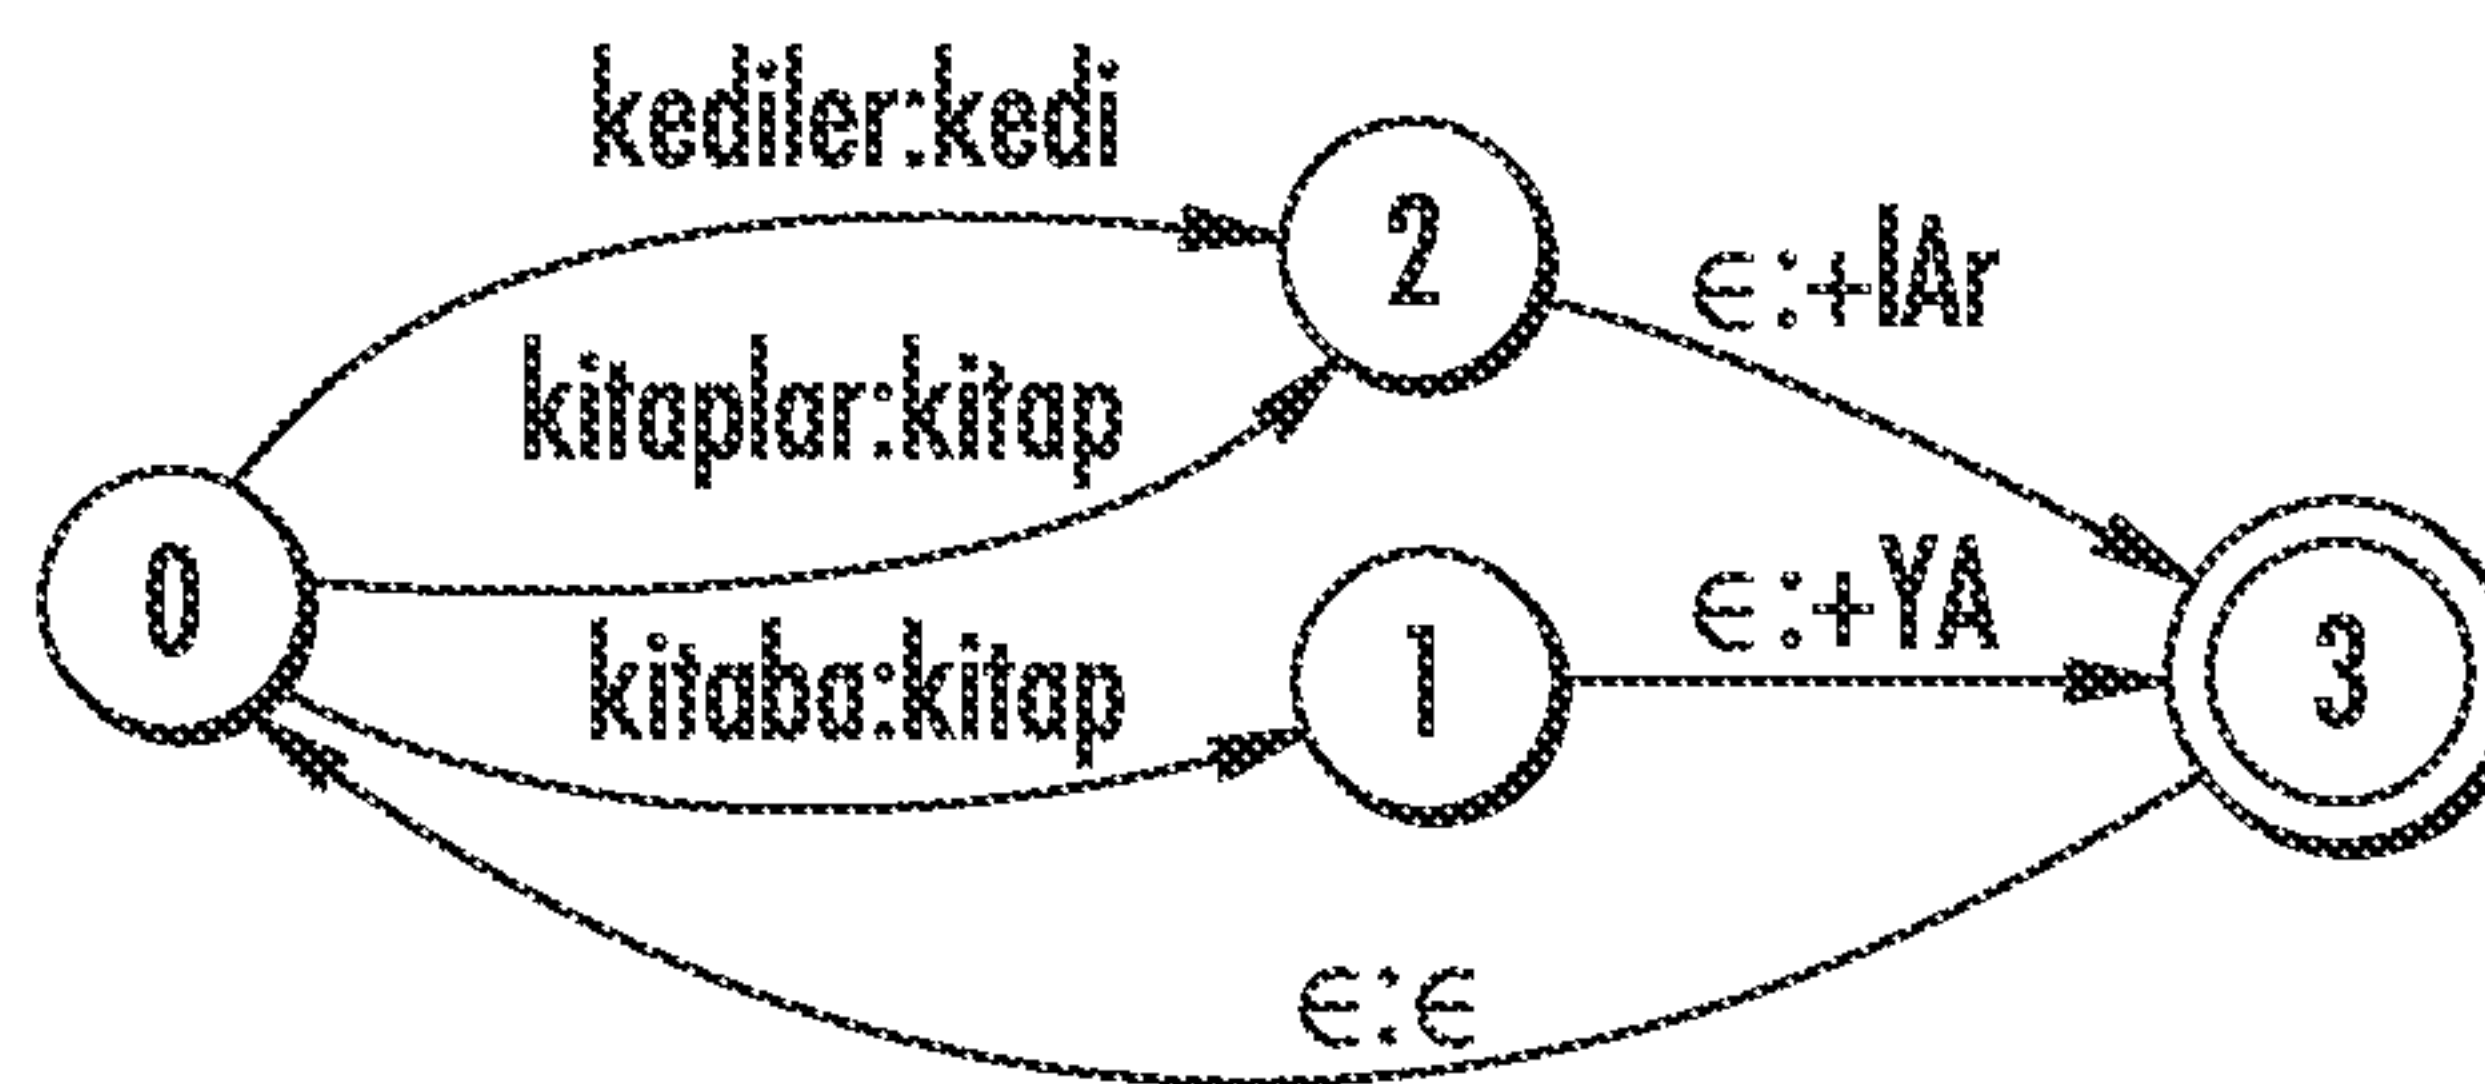 kediler:kedi
2
∈:+lAr
kitaplar:kitap
0
∈:+YA
kitaba:kitap
1
3
∈:∈